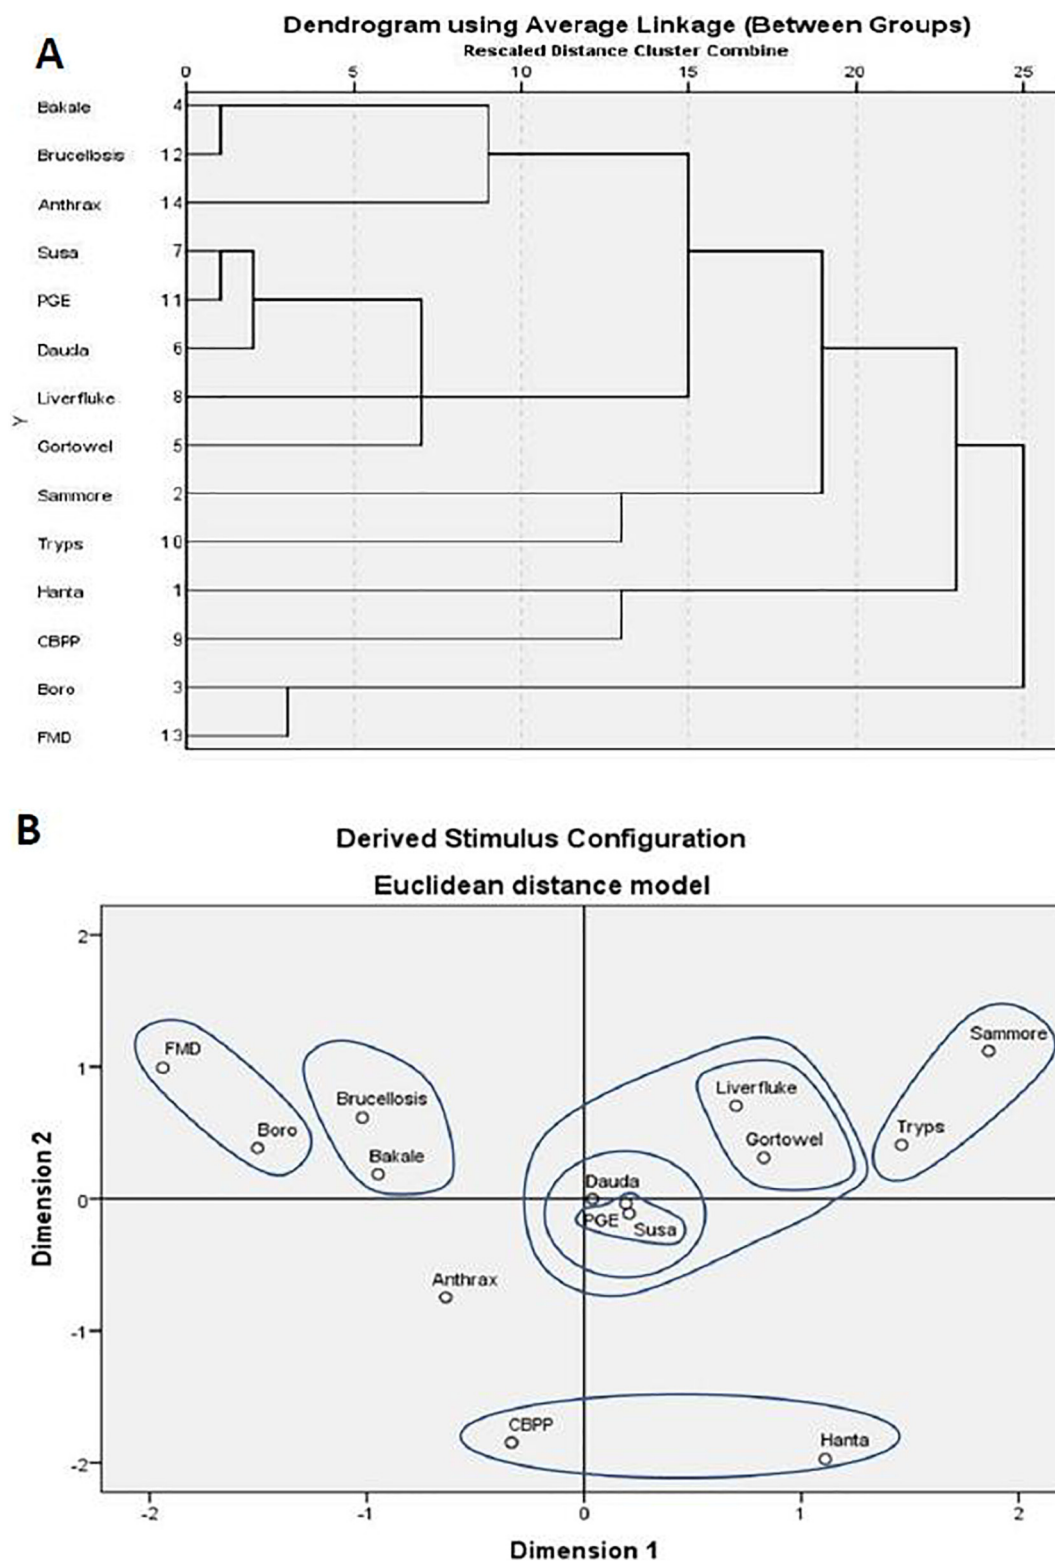 A
Dendrogram using Average Linkage (Between Groups)
Rescaled Distance Cluster Combine
0 5 10 15 20 25
Bakale 4
Brucellosis 12
Anthrax 14
Susa 7
PGE 11
Dauda 6
Liverfluke 8
Y
Gortowel 5
Sammore 2
Tryps 10
Hanta 1
CBPP 9
Boro 3
FMD 13
B
Derived Stimulus Configuration
Euclidean distance model
2
Sammore
FMD
1
Liverfluke
Brucellosis
Tryps
Boro
Gortowel
Bakale
Dauda
0
PGE
Susa
Dimension 2
Anthrax
-1
CBPP
Hanta
-2
-2 -1 0 1 2
Dimension 1